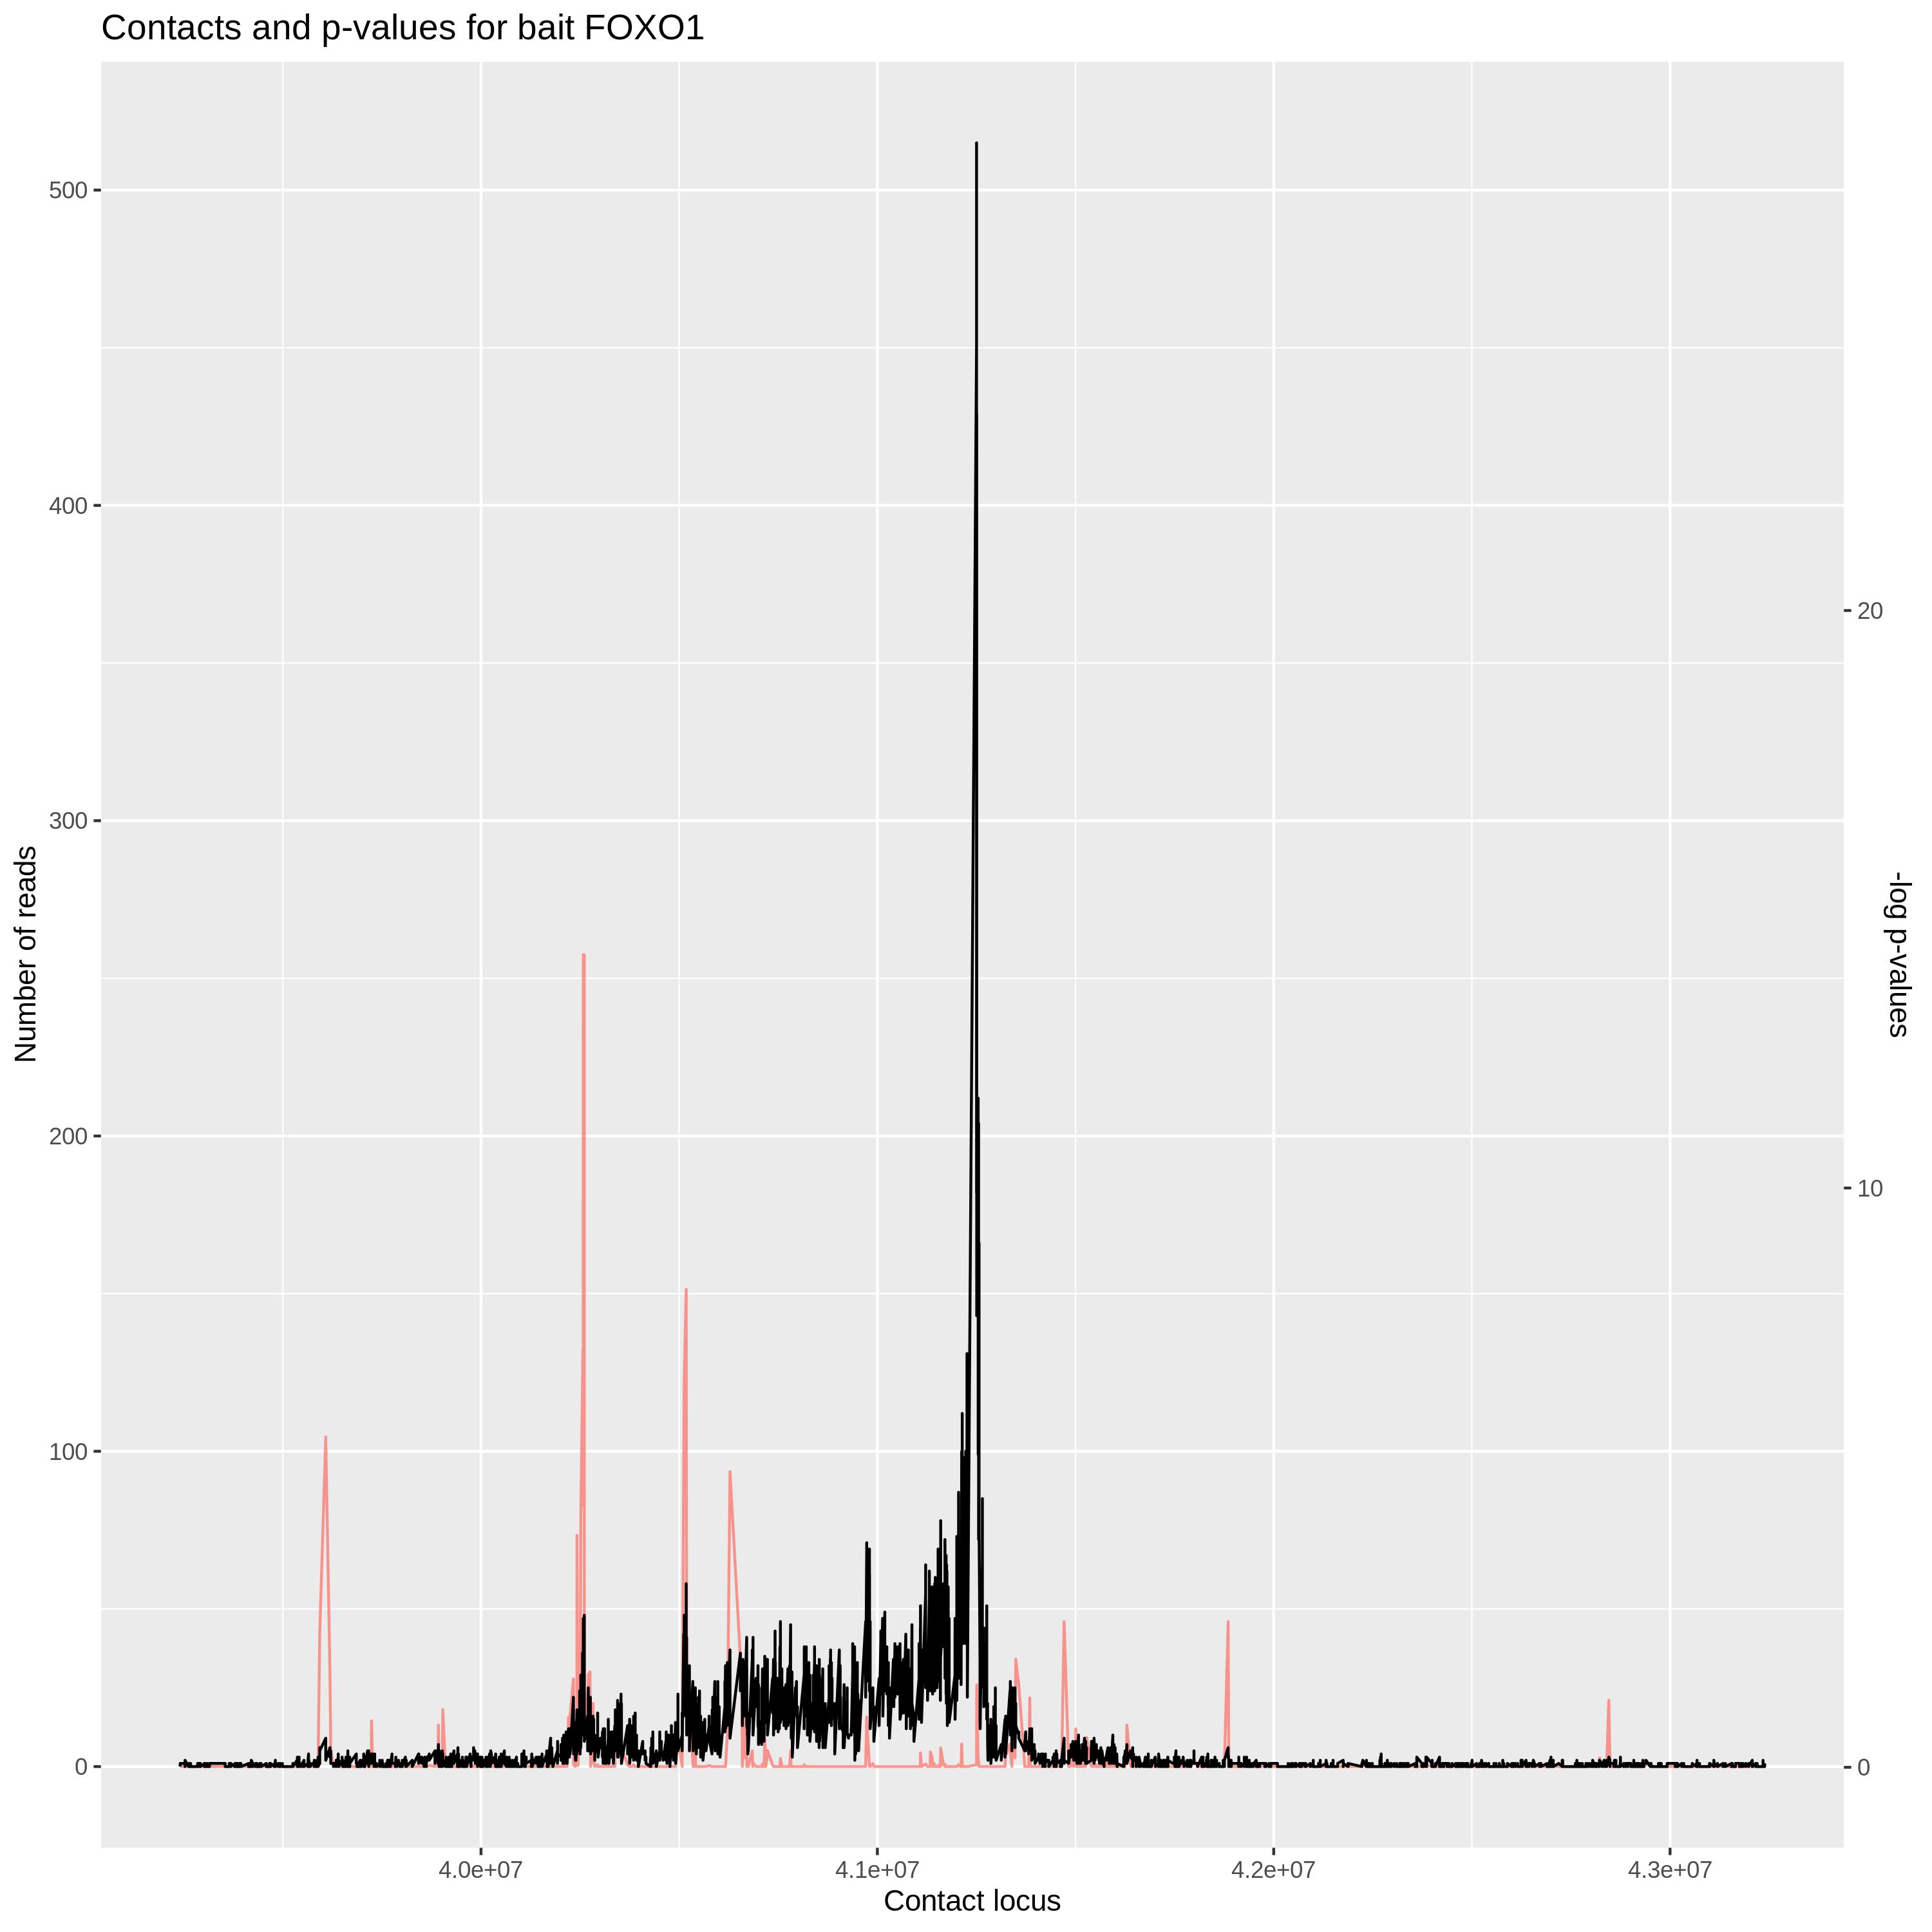 Contacts and p-values for bait FOXO1
500
400
300
200
100
0
Number of reads
20
10
0
-log p-values
4.0e+07
4.1e+07
4.2e+07
4.3e+07
Contact locus